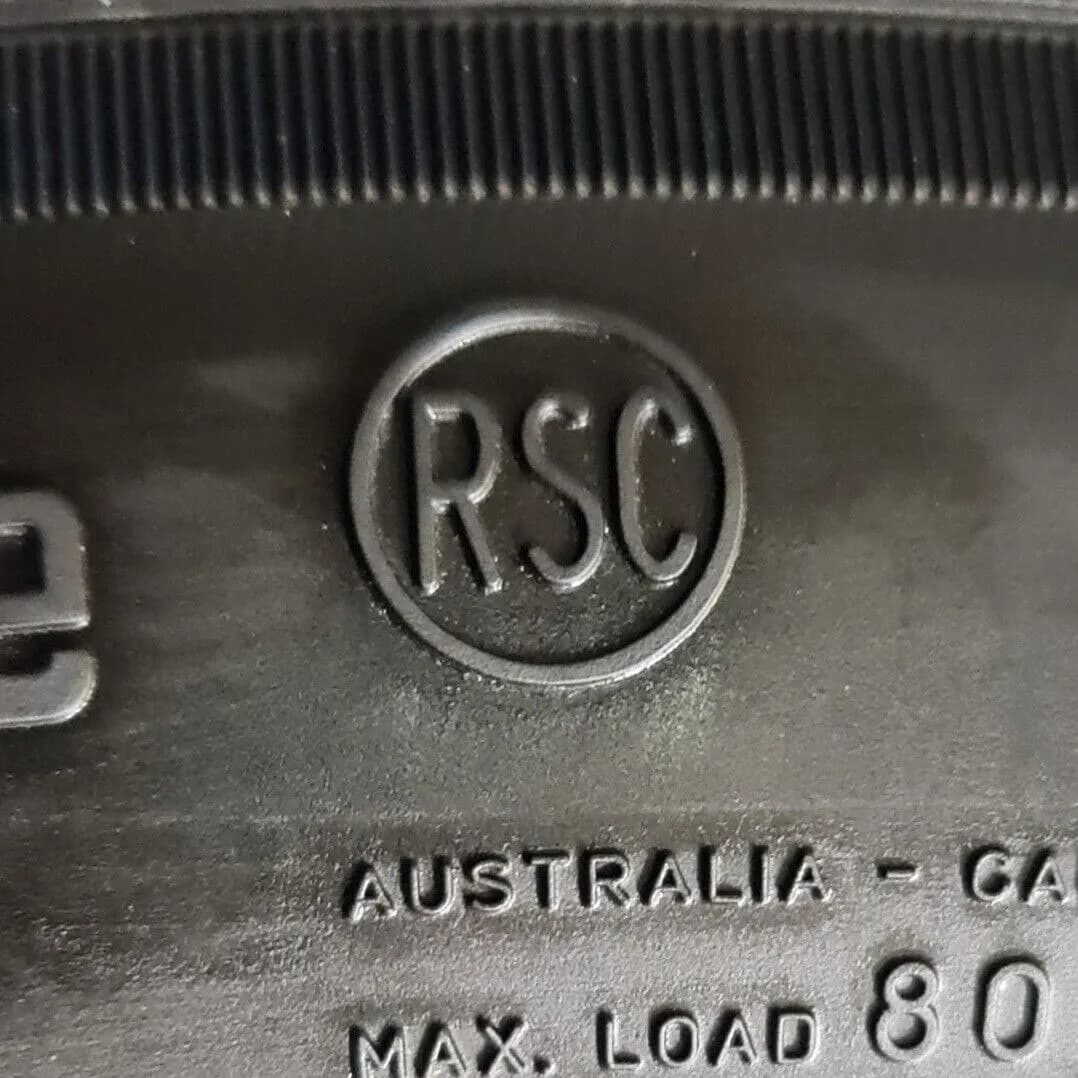 RSC
AUSTRALIA -
MAX. LOAD 80